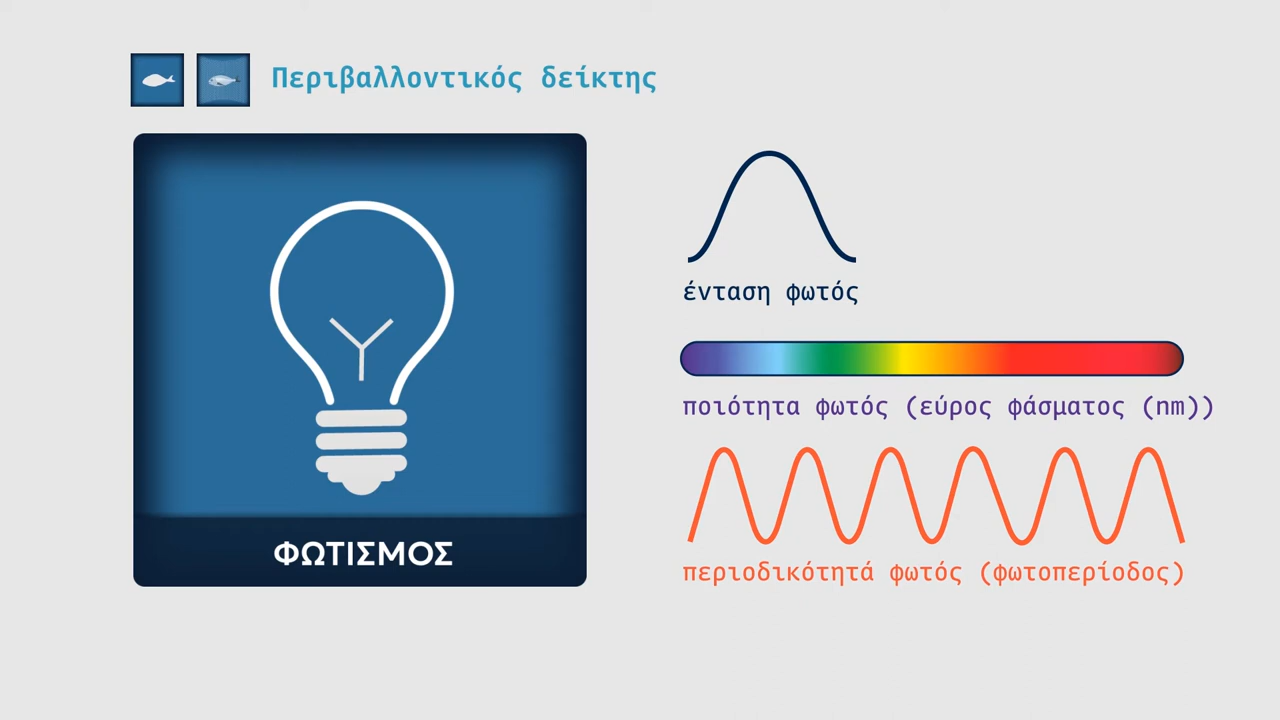 Περιβαλλοντικός δείκτης
ένταση φωτός
ποιότητα φωτός (εύρος φάσματος (nm))
ΦΩΤΙΣΜΟΣ
περιοδικότητά φωτός (φωτοπερίοδος)